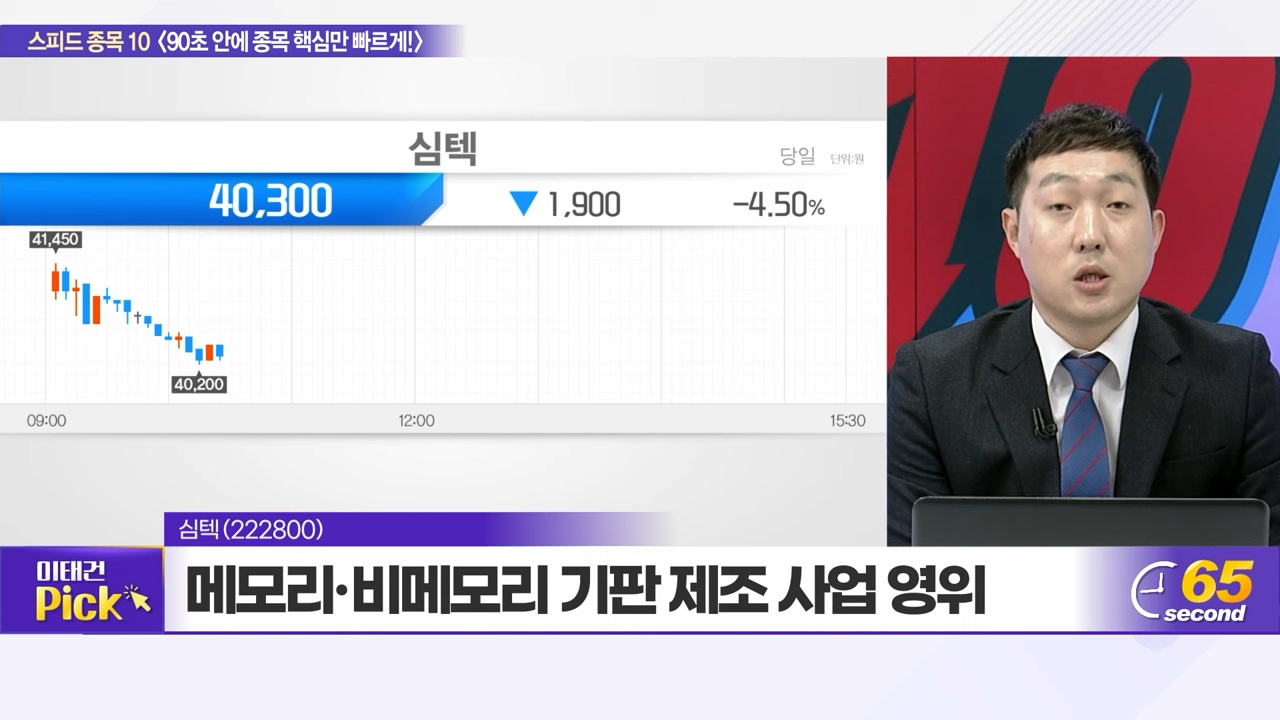 스피드 종목 10 〈90초 안에 종목 핵심만 빠르게!〉
심텍
당일 단위:원
40,300 ▼ 1,900 -4.50%
41,450
40,200
09:00 12:00 15:30
심텍(222800)
이태건
Pick
메모리·비메모리 기판 제조 사업 영위
65
second